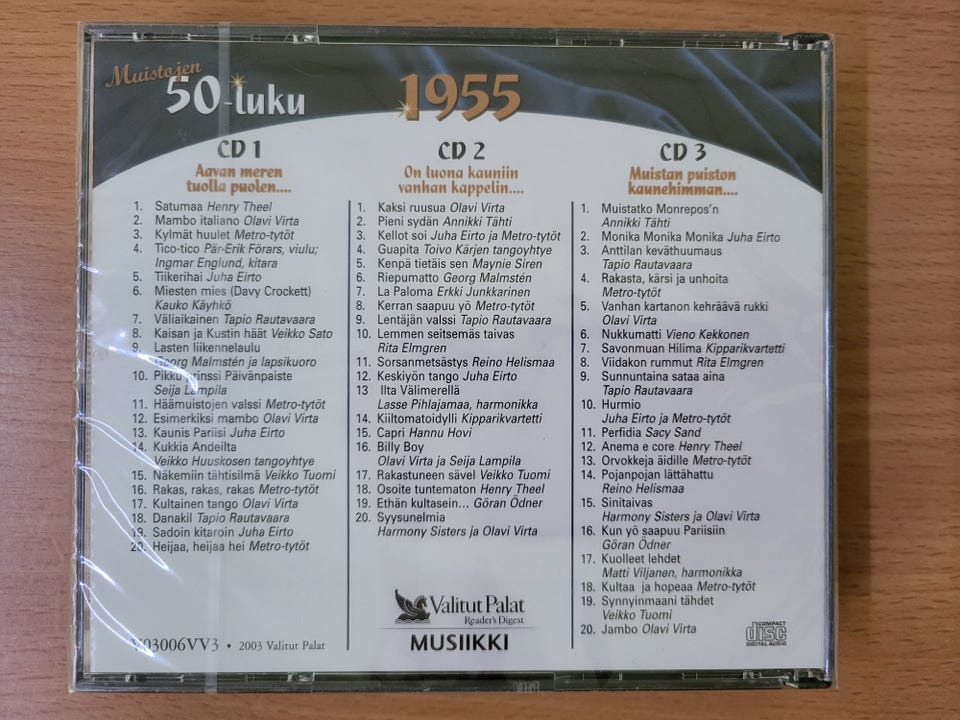 Muistojen
50-luku
1955
CD 1
Aavan meren
tuolla puolen....
1. Satumaa Henry Theel
2. Mambo italiano Olavi Virta
3. Kylmät huulet Metro-tytöt
4. Tico-tico Pär-Erik Förars, viulu;
Ingmar Englund, kitara
5. Tiikerihai Juha Eirto
6. Miesten mies (Davy Crockett)
Kauko Käyhkö
7. Väliaikainen Tapio Rautavaara
8. Kaisan ja Kustin häät Veikko Sato
9. Lasten liikennelaulu
Georg Malmstén ja lapsikuoro
10. Pikku prinssi Päivänpaiste
Seija Lampila
11. Häämuistojen valssi Metro-tytöt
12. Esimerkiksi mambo Olavi Virta
13. Kaunis Pariisi Juha Eirto
14. Kukkia Andeilta
Veikko Huuskosen tangoyhtye
15. Näkemiin tähtisilmä Veikko Tuomi
16. Rakas, rakas, rakas Metro-tytöt
17. Kultainen tango Olavi Virta
18. Danakil Tapio Rautavaara
19. Sadoin kitaroin Juha Eirto
20. Heijaa, heijaa hei Metro-tytöt
CD 2
On luona kauniin
vanhan kappelin....
1. Kaksi ruusua Olavi Virta
2. Pieni sydän Annikki Tähti
3. Kellot soi Juha Eirto ja Metro-tytöt
4. Guapita Toivo Kärjen tangoyhtye
5. Kenpä tietäis sen Maynie Siren
6. Riepumatto Georg Malmstén
7. La Paloma Erkki Junkkarinen
8. Kerran saapuu yö Metro-tytöt
9. Lentäjän valssi Tapio Rautavaara
10. Lemmen seitsemäs taivas
Rita Elmgren
11. Sorsanmetsästys Reino Helismaa
12. Keskiyön tango Juha Eirto
13 Ilta Välimerellä
Lasse Pihlajamaa, harmonikka
14. Kiiltomatoidylli Kipparikvartetti
15. Capri Hannu Hovi
16. Billy Boy
Olavi Virta ja Seija Lampila
17. Rakastuneen sävel Veikko Tuomi
18. Osoite tuntematon Henry Theel
19. Ethän kultasein... Göran Ödner
20. Syysunelmia
Harmony Sisters ja Olavi Virta
CD 3
Muistan puiston
kaunehimman....
1. Muistatko Monrepos'n
Annikki Tähti
2. Monika Monika Monika Juha Eirto
3. Anttilan keväthuumaus
Tapio Rautavaara
4. Rakasta, kärsi ja unhoita
Metro-tytöt
5. Vanhan kartanon kehräävä rukki
Olavi Virta
6. Nukkumatti Vieno Kekkonen
7. Savonmuan Hilima Kipparikvartetti
8. Viidakon rummut Rita Elmgren
9. Sunnuntaina sataa aina
Tapio Rautavaara
10. Hurmio
Juha Eirto ja Metro-tytöt
11. Perfidia Sacy Sand
12. Anema e core Henry Theel
13. Orvokkeja äidille Metro-tytöt
14. Pojanpojan lättähattu
Reino Helismaa
15. Sinitaivas
Harmony Sisters ja Olavi Virta
16. Kun yö saapuu Pariisiin
Göran Ödner
17. Kuolleet lehdet
Matti Viljanen, harmonikka
18. Kultaa ja hopeaa Metro-tytöt
19. Synnyinmaani tähdet
Veikko Tuomi
20. Jambo Olavi Virta
Valitut Palat
Reader's Digest
MUSIIKKI
V03006VV3 • 2003 Valitut Palat
COMPACT
disc
DIGITAL AUDIO